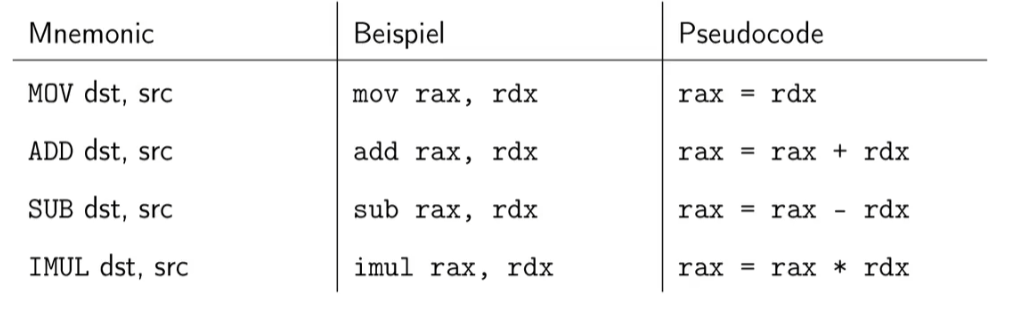 Mnemonic Beispiel Pseudocode
MOV dst, src mov rax, rdx rax = rdx
ADD dst, src add rax, rdx rax = rax + rdx
SUB dst, src sub rax, rdx rax = rax - rdx
IMUL dst, src imul rax, rdx rax = rax * rdx